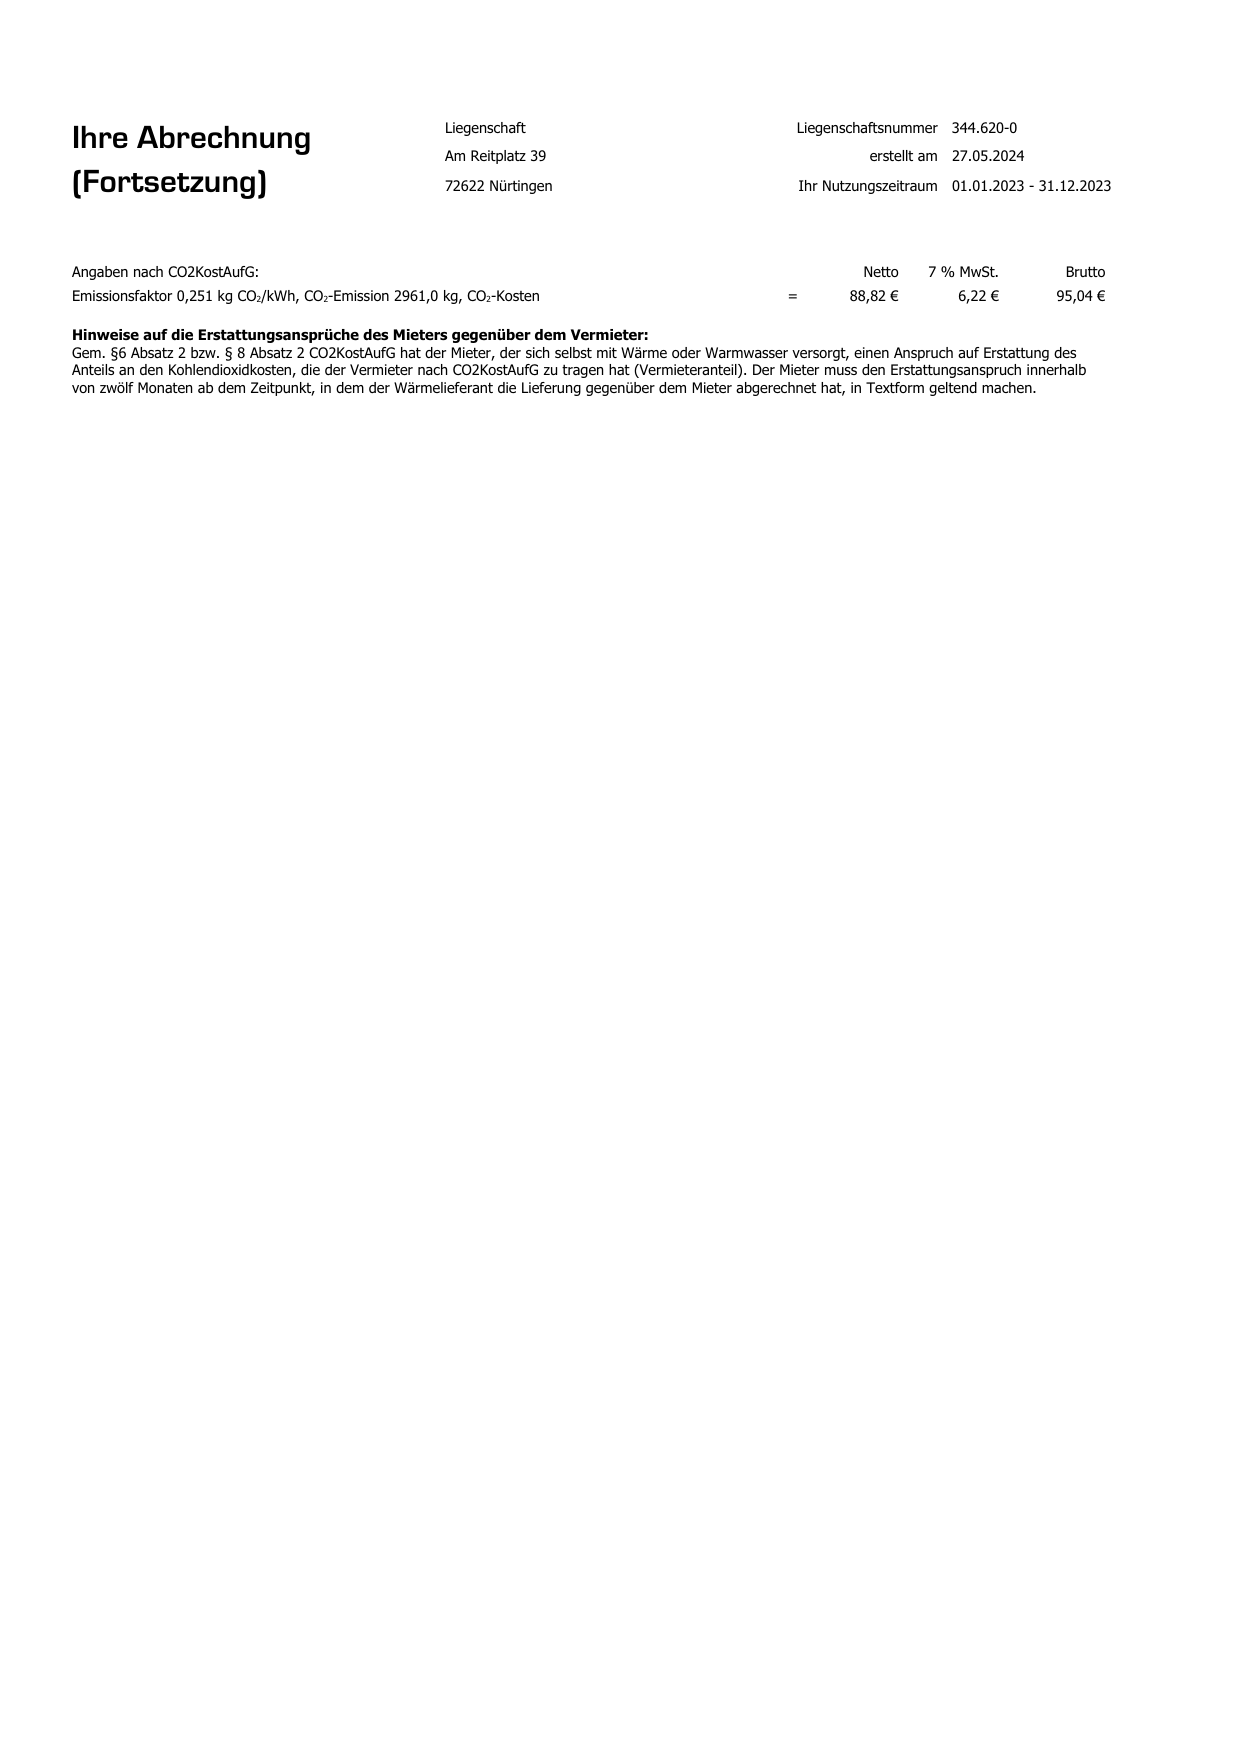 Ihre Abrechnung
(Fortsetzung)
Liegenschaft
Am Reitplatz 39
72622 Nürtingen
Liegenschaftsnummer 344.620-0
erstellt am 27.05.2024
Ihr Nutzungszeitraum 01.01.2023 - 31.12.2023
Angaben nach CO2KostAufG: Netto 7 % MwSt. Brutto
Emissionsfaktor 0,251 kg CO₂/kWh, CO₂-Emission 2961,0 kg, CO₂-Kosten = 88,82 € 6,22 € 95,04 €
Hinweise auf die Erstattungsansprüche des Mieters gegenüber dem Vermieter:
Gem. §6 Absatz 2 bzw. § 8 Absatz 2 CO2KostAufG hat der Mieter, der sich selbst mit Wärme oder Warmwasser versorgt, einen Anspruch auf Erstattung des
Anteils an den Kohlendioxidkosten, die der Vermieter nach CO2KostAufG zu tragen hat (Vermieteranteil). Der Mieter muss den Erstattungsanspruch innerhalb
von zwölf Monaten ab dem Zeitpunkt, in dem der Wärmelieferant die Lieferung gegenüber dem Mieter abgerechnet hat, in Textform geltend machen.